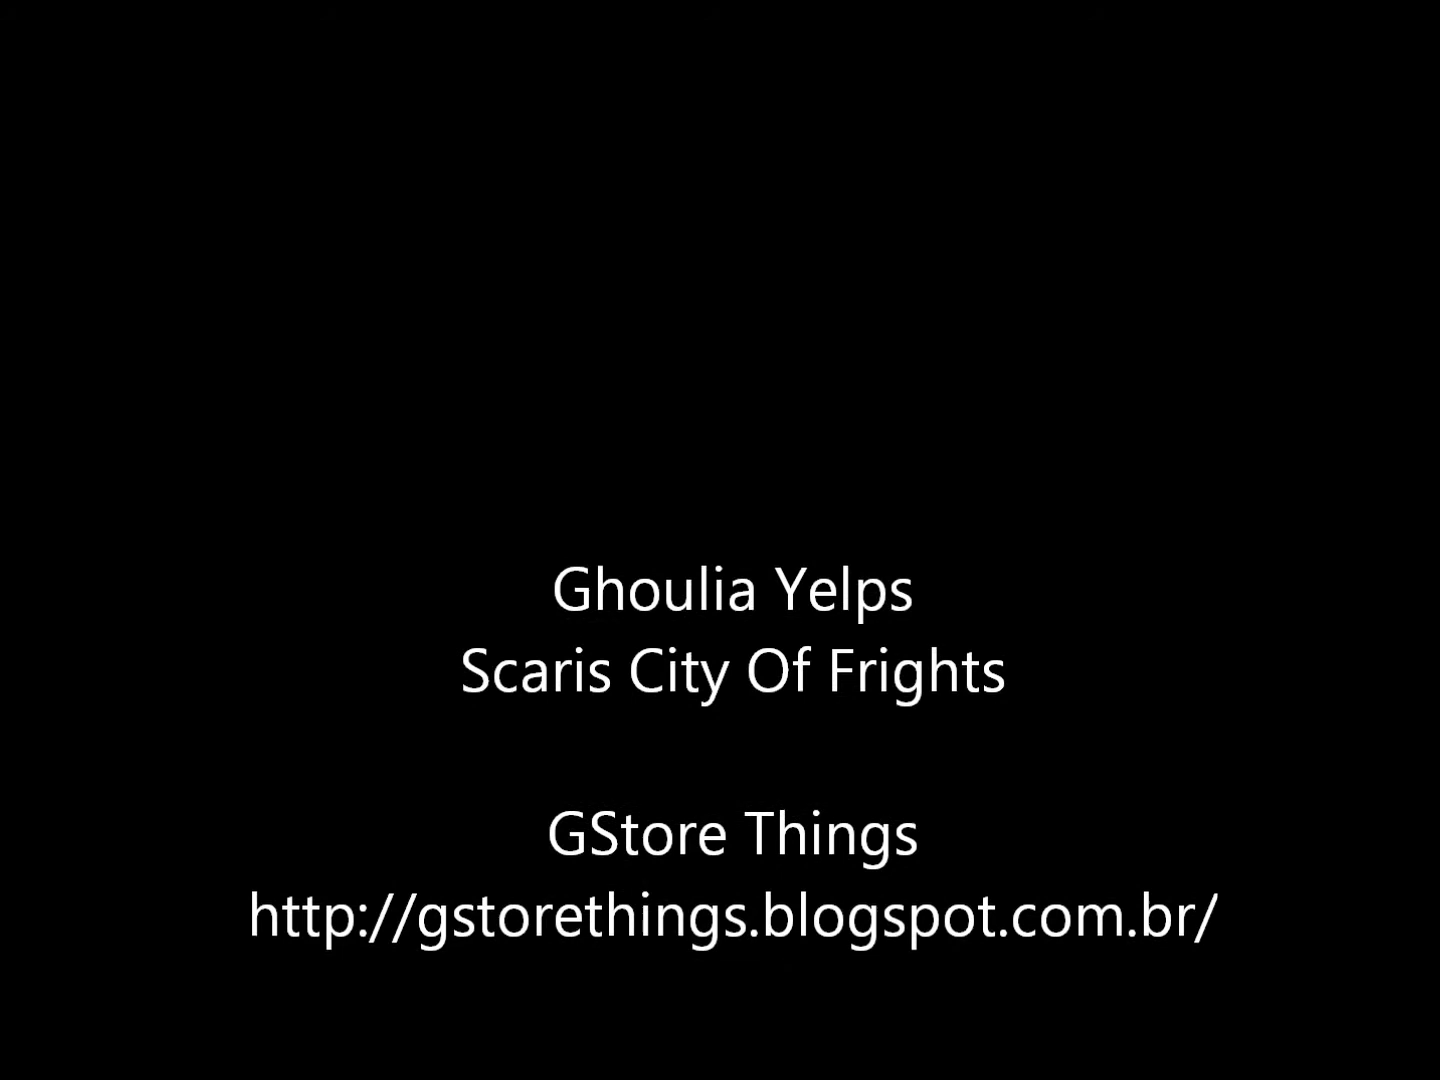 Ghoulia Yelps
Scaris City Of Frights
GStore Things
http://gstorethings.blogspot.com.br/